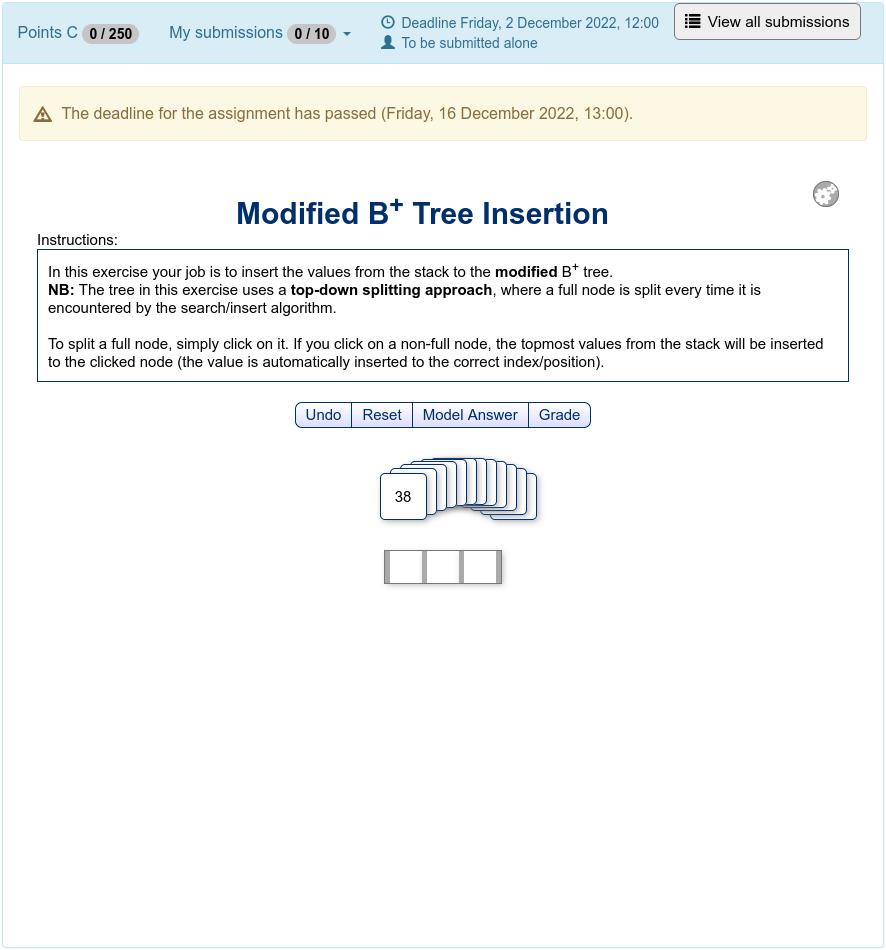 Points C 0 / 250 My submissions 0 / 10 Deadline Friday, 2 December 2022, 12:00 View all submissions
To be submitted alone
The deadline for the assignment has passed (Friday, 16 December 2022, 13:00).
Modified B+ Tree Insertion
Instructions:
In this exercise your job is to insert the values from the stack to the modified B+ tree.
NB: The tree in this exercise uses a top-down splitting approach, where a full node is split every time it is
encountered by the search/insert algorithm.
To split a full node, simply click on it. If you click on a non-full node, the topmost values from the stack will be inserted
to the clicked node (the value is automatically inserted to the correct index/position).
Undo Reset Model Answer Grade
38